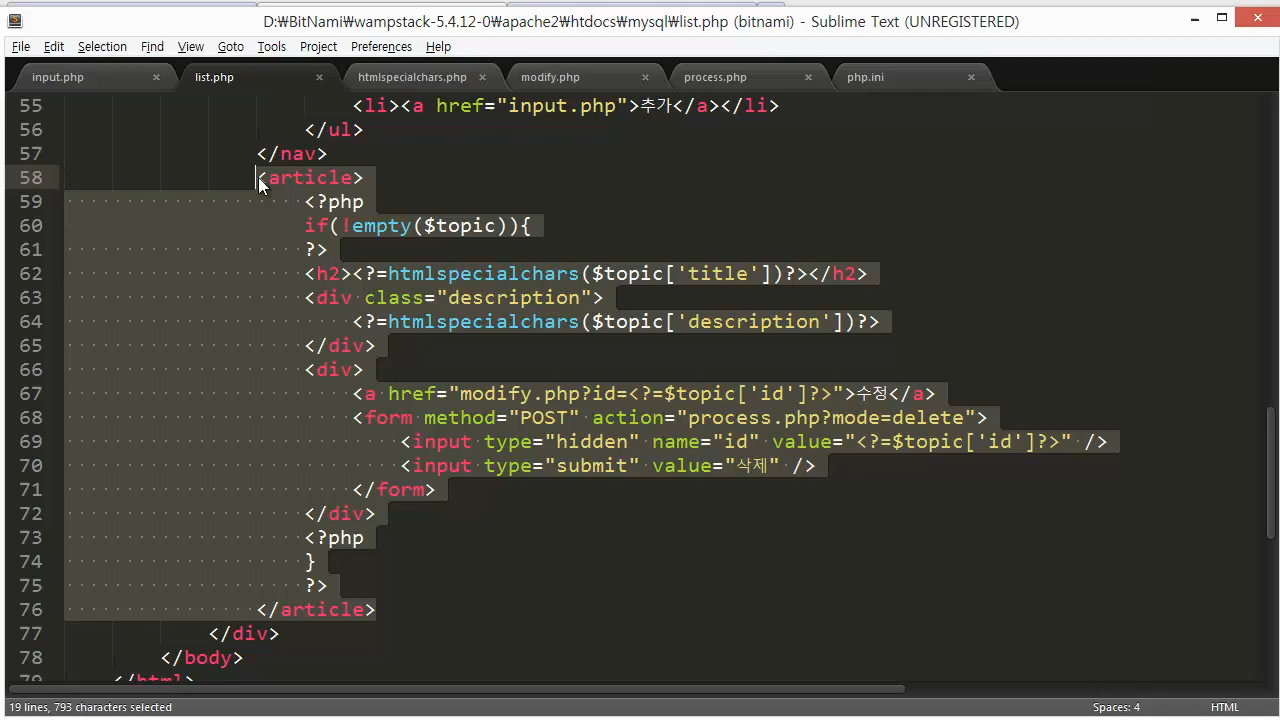 D:₩BitNami₩wampstack-5.4.12-0₩apache2₩htdocs₩mysql₩list.php (bitnami) - Sublime Text (UNREGISTERED)
File Edit Selection Find View Goto Tools Project Preferences Help
input.php × list.php × htmlspecialchars.php × modify.php × process.php × php.ini ×
55 <li><a href="input.php">추가</a></li>
56 </ul>
57 </nav>
58 <article>
59 <?php
60 if(!empty($topic)){
61 ?>
62 <h2><?=htmlspecialchars($topic['title'])?></h2>
63 <div class="description">
64 <?=htmlspecialchars($topic['description'])?>
65 </div>
66 <div>
67 <a href="modify.php?id=<?=$topic['id']?>">수정</a>
68 <form method="POST" action="process.php?mode=delete">
69 <input type="hidden" name="id" value="<?=$topic['id']?>" />
70 <input type="submit" value="삭제" />
71 </form>
72 </div>
73 <?php
74 }
75 ?>
76 </article>
77 </div>
78 </body>
79 </html>
19 lines, 793 characters selected Spaces: 4 HTML